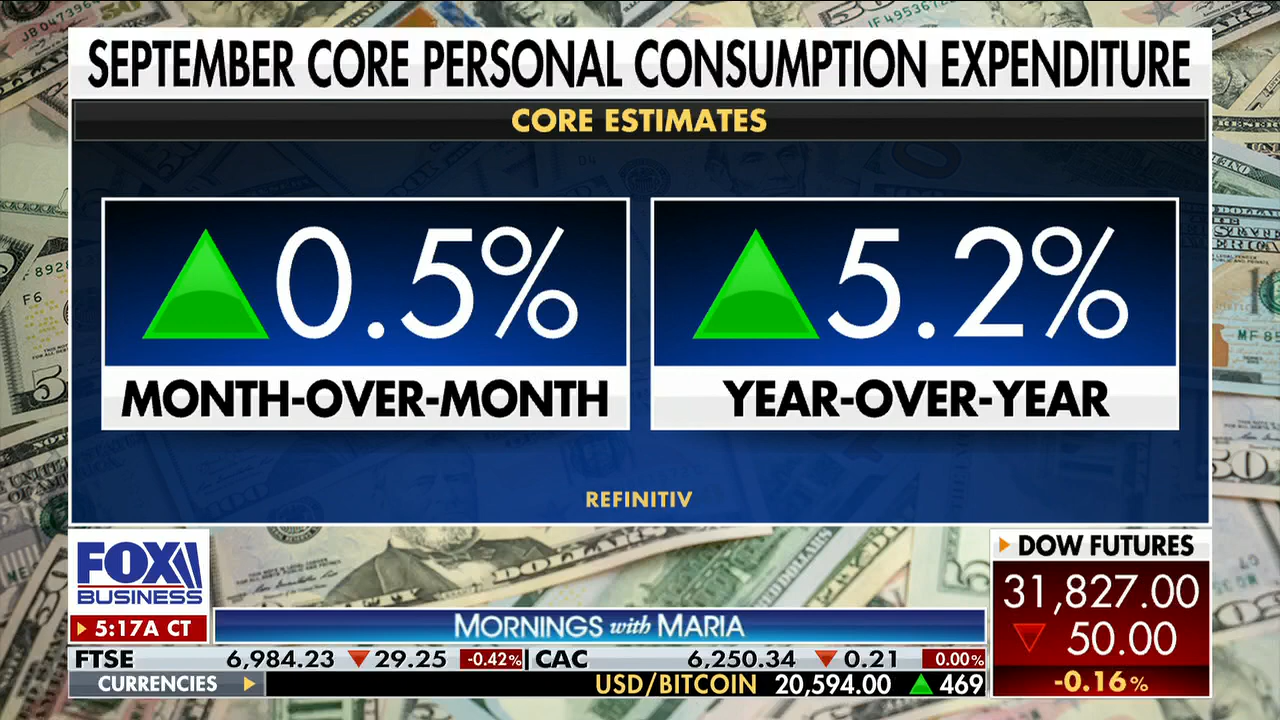 SEPTEMBER CORE PERSONAL CONSUMPTION EXPENDITURE
CORE ESTIMATES
0.5%
MONTH-OVER-MONTH
5.2%
YEAR-OVER-YEAR
REFINITIV
FOX
BUSINESS
5:17A CT
MORNINGS with MARIA
DOW FUTURES
31,827.00
50.00
-0.16%
FTSE 6,984.23 29.25 -0.42% CAC 6,250.34 0.21 0.00%
CURRENCIES USD/BITCOIN 20,594.00 469